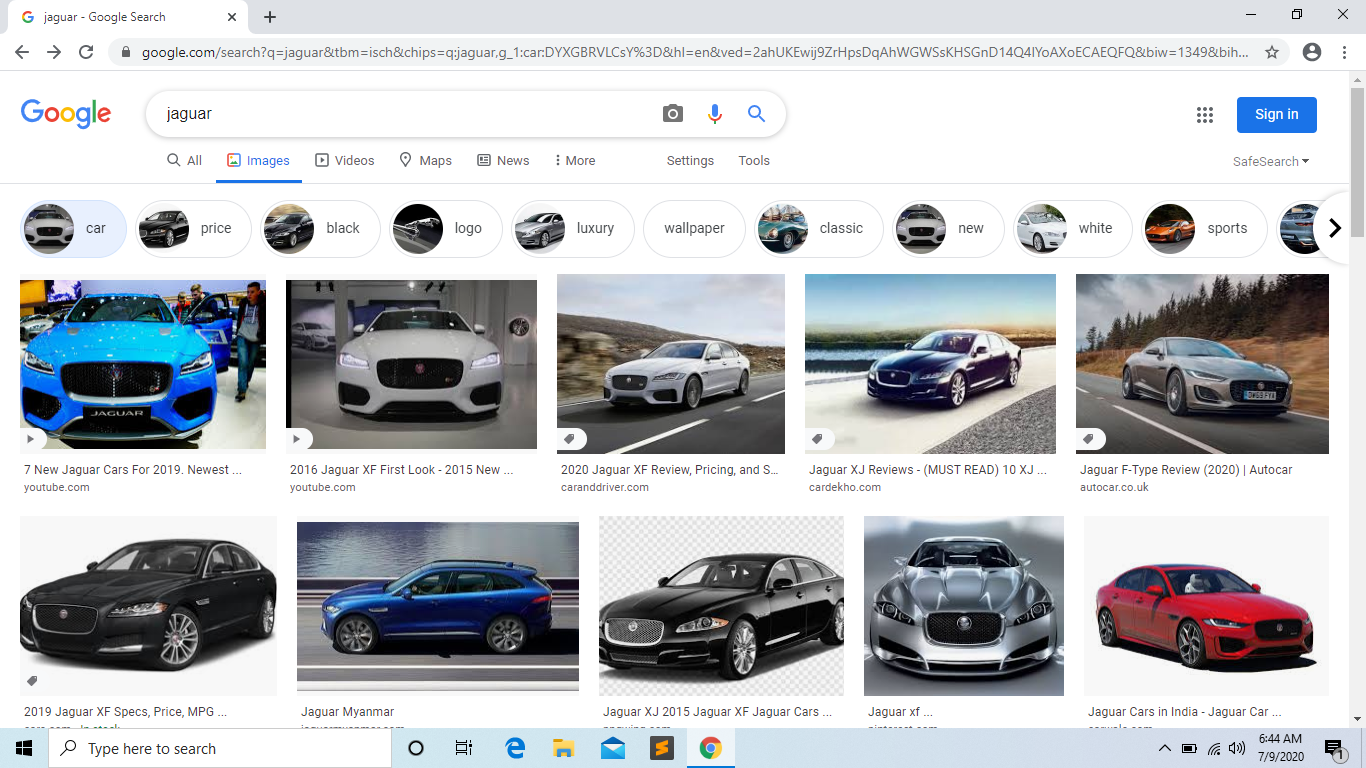 jaguar - Google Search
google.com/search?q=jaguar&tbm=isch&chips=q:jaguar,g_1:car:DYXGBRVLCsY%3D&hl=en&ved=2ahUKEwij9ZrHpsDqAhWGWSsKHSGnD14Q4lYoAXoECAEQFQ&biw=1349&bih...
Google
jaguar
Sign in
All Images Videos Maps News More Settings Tools
SafeSearch
car price black logo luxury wallpaper classic new white sports
JAGUAR
7 New Jaguar Cars For 2019. Newest ...
youtube.com
2016 Jaguar XF First Look - 2015 New ...
youtube.com
2020 Jaguar XF Review, Pricing, and S...
caranddriver.com
Jaguar XJ Reviews - (MUST READ) 10 XJ ...
cardekho.com
Jaguar F-Type Review (2020) | Autocar
autocar.co.uk
2019 Jaguar XF Specs, Price, MPG ...
Jaguar Myanmar
Jaguar XJ 2015 Jaguar XF Jaguar Cars ...
Jaguar xf ...
Jaguar Cars in India - Jaguar Car ...
Type here to search
6:44 AM
7/9/2020
1